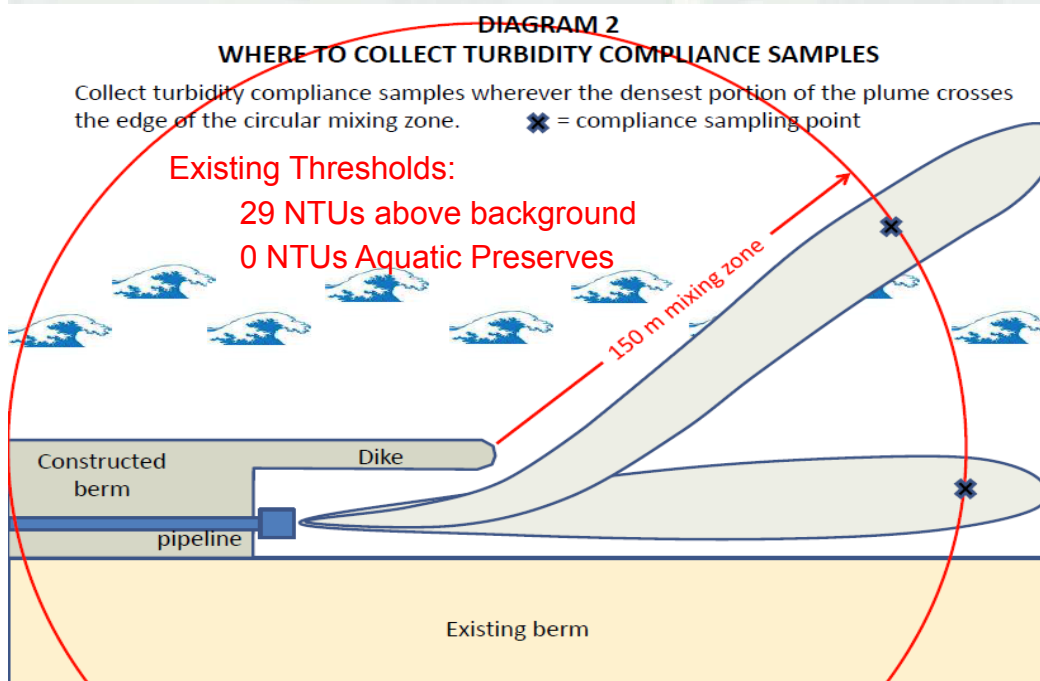 DIAGRAM 2
WHERE TO COLLECT TURBIDITY COMPLIANCE SAMPLES
Collect turbidity compliance samples wherever the densest portion of the plume crosses
the edge of the circular mixing zone. ✖ = compliance sampling point
Existing Thresholds:
29 NTUs above background
0 NTUs Aquatic Preserves
150 m mixing zone
Constructed
berm
Dike
pipeline
Existing berm